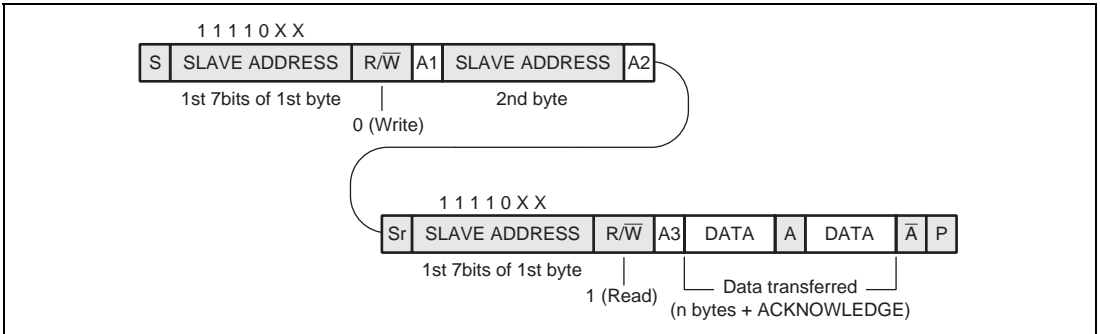 1 1 1 1 0 X X
S SLAVE ADDRESS R/W̅ A1 SLAVE ADDRESS A2
1st 7bits of 1st byte 2nd byte
0 (Write)
1 1 1 1 0 X X
Sr SLAVE ADDRESS R/W̅ A3 DATA A DATA A̅ P
1st 7bits of 1st byte
1 (Read)
Data transferred
(n bytes + ACKNOWLEDGE)